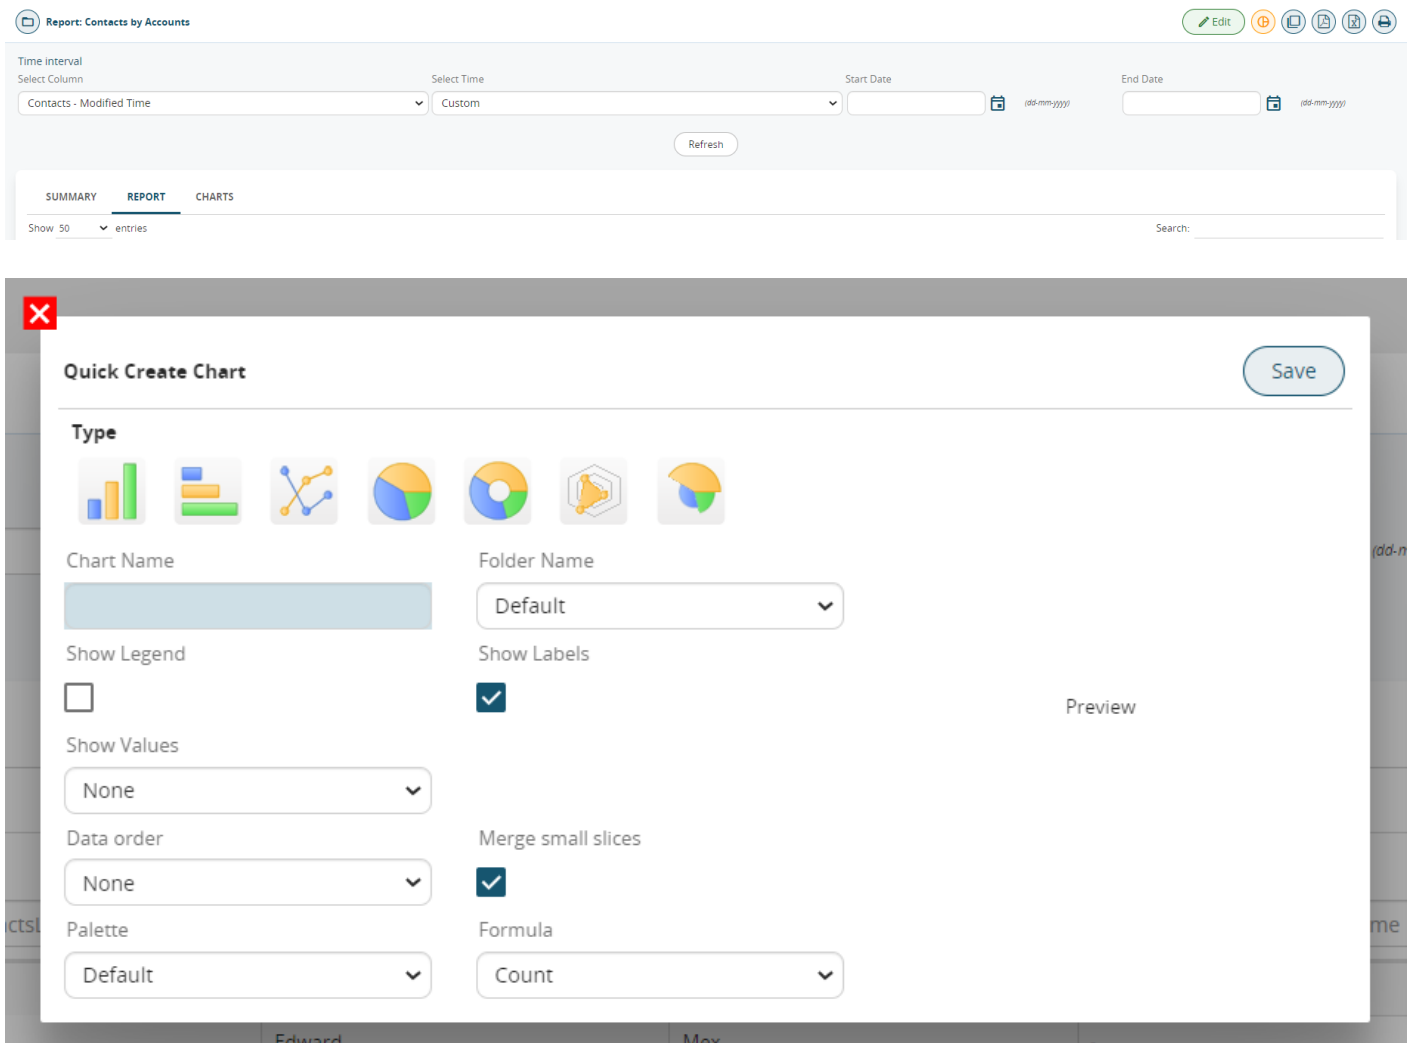 Report: Contacts by Accounts
Edit
Time interval
Select Column
Select Time
Start Date
End Date
Contacts - Modified Time
Custom
(dd-mm-yyyy)
(dd-mm-yyyy)
Refresh
SUMMARY
REPORT
CHARTS
Show 50 entries
Search:
Quick Create Chart
Save
Type
Chart Name
Folder Name
Default
(dd-m
Show Legend
Show Labels
Preview
Show Values
None
Data order
Merge small slices
None
Palette
Formula
Default
Count
me
Edward
Mex